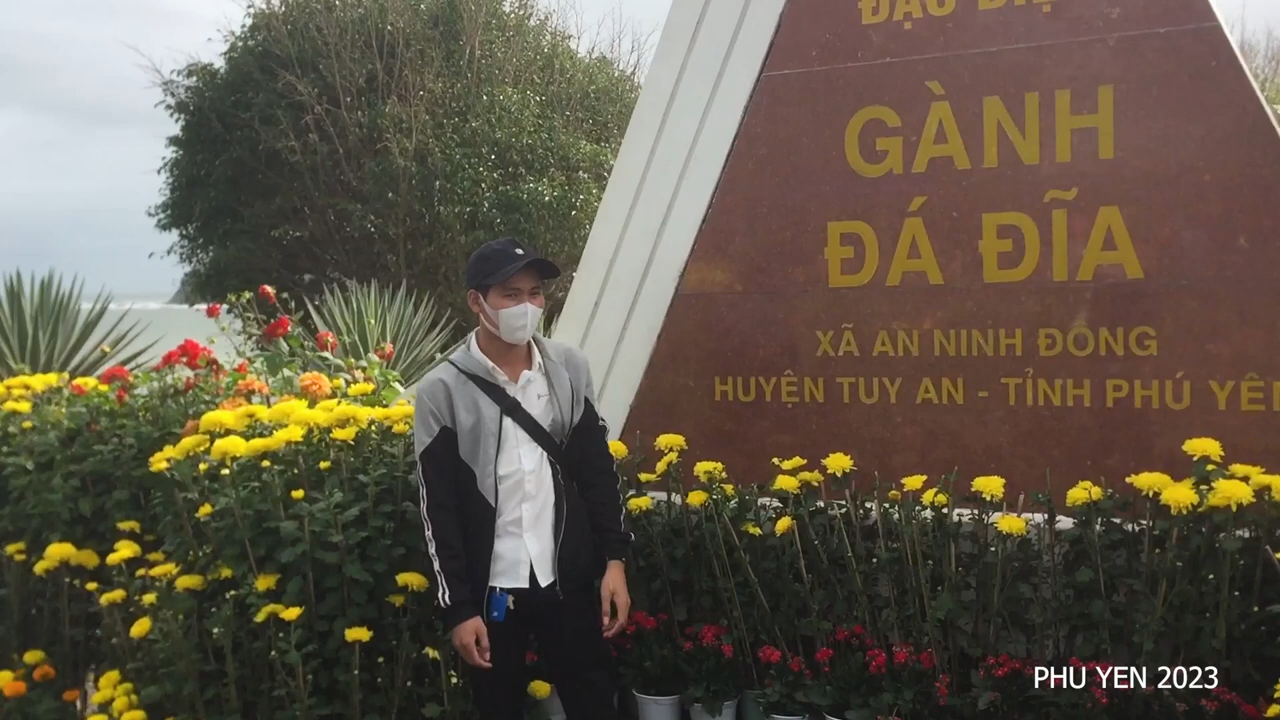 GÀNH
ĐÁ ĐĨA
XÃ AN NINH ĐÔNG
HUYỆN TUY AN - TỈNH PHÚ YÊN
PHU YEN 2023